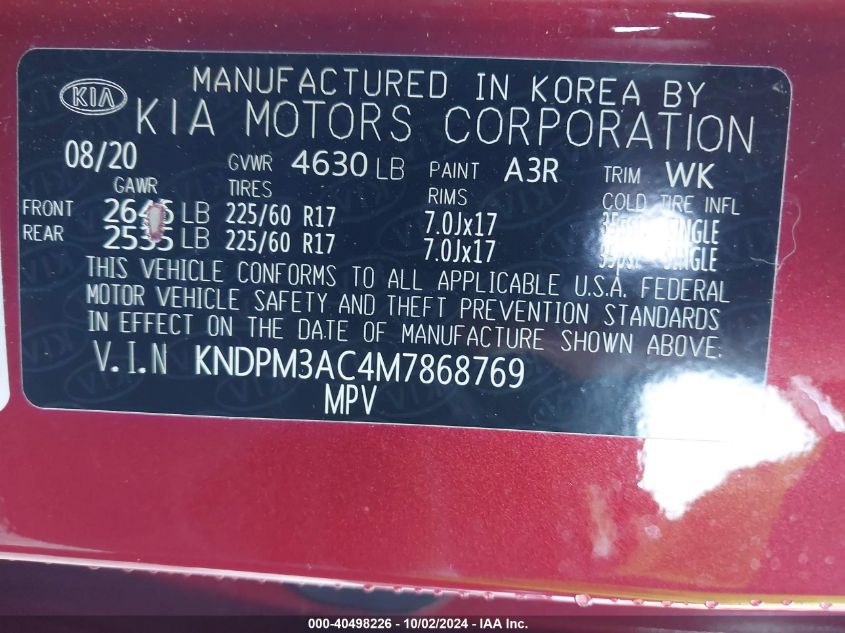 MANUFACTURED IN KOREA BY
KIA KIA MOTORS CORPORATION
08/20 GVWR 4630 LB PAINT A3R TRIM WK
GAWR TIRES RIMS COLD TIRE INFL
FRONT LB 225/60 R17 7.0Jx17
REAR LB 225/60 R17 7.0Jx17
THIS VEHICLE CONFORMS TO ALL APPLICABLE U.S.A. FEDERAL
MOTOR VEHICLE SAFETY AND THEFT PREVENTION STANDARDS
IN EFFECT ON THE DATE OF MANUFACTURE SHOWN ABOVE.
V.I.N KNDPM3AC4M7868769
MPV
000-40498226 - 10/02/2024 - IAA Inc.